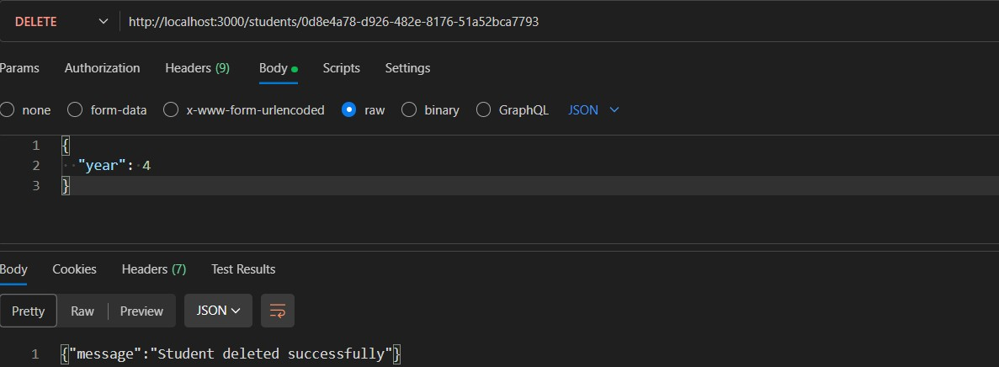 DELETE http://localhost:3000/students/0d8e4a78-d926-482e-8176-51a52bca7793
Params Authorization Headers (9) Body Scripts Settings
none form-data x-www-form-urlencoded raw binary GraphQL JSON
1 {
2 "year": 4
3 }
Body Cookies Headers (7) Test Results
Pretty Raw Preview JSON
1 {"message":"Student deleted successfully"}